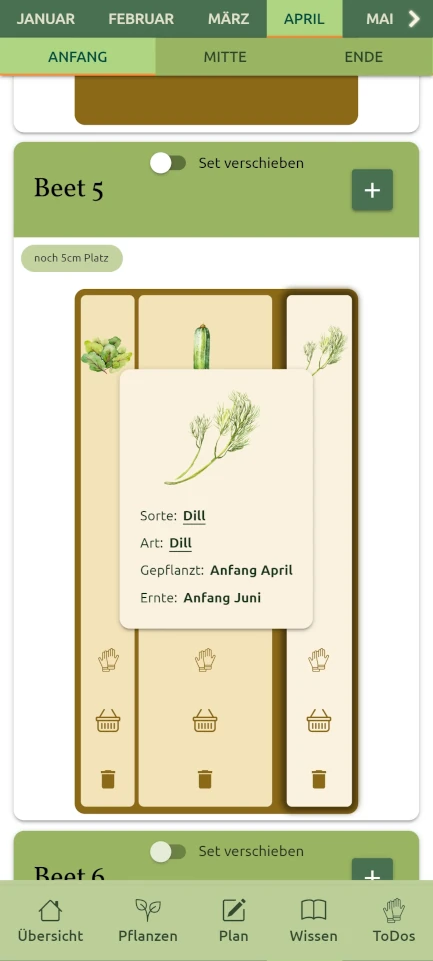 JANUAR FEBRUAR MÄRZ APRIL MAI
ANFANG MITTE ENDE
Set verschieben
Beet 5
+
noch 5cm Platz
Sorte: Dill
Art: Dill
Gepflanzt: Anfang April
Ernte: Anfang Juni
Set verschieben
Beet 6
+
Übersicht Pflanzen Plan Wissen ToDos